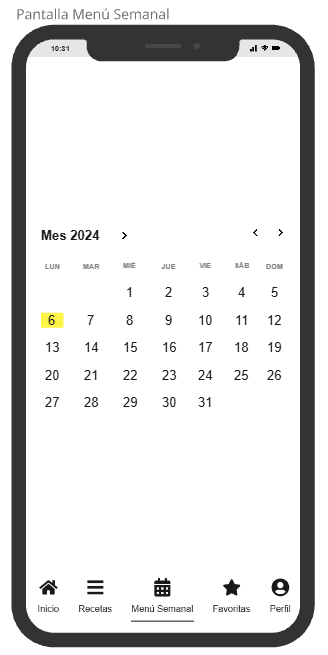 Pantalla Menú Semanal
10:31
Mes 2024
LUN MAR MIÉ JUE VIE SÁB DOM
1 2 3 4 5
6 7 8 9 10 11 12
13 14 15 16 17 18 19
20 21 22 23 24 25 26
27 28 29 30 31
Inicio Recetas Menú Semanal Favoritas Perfil